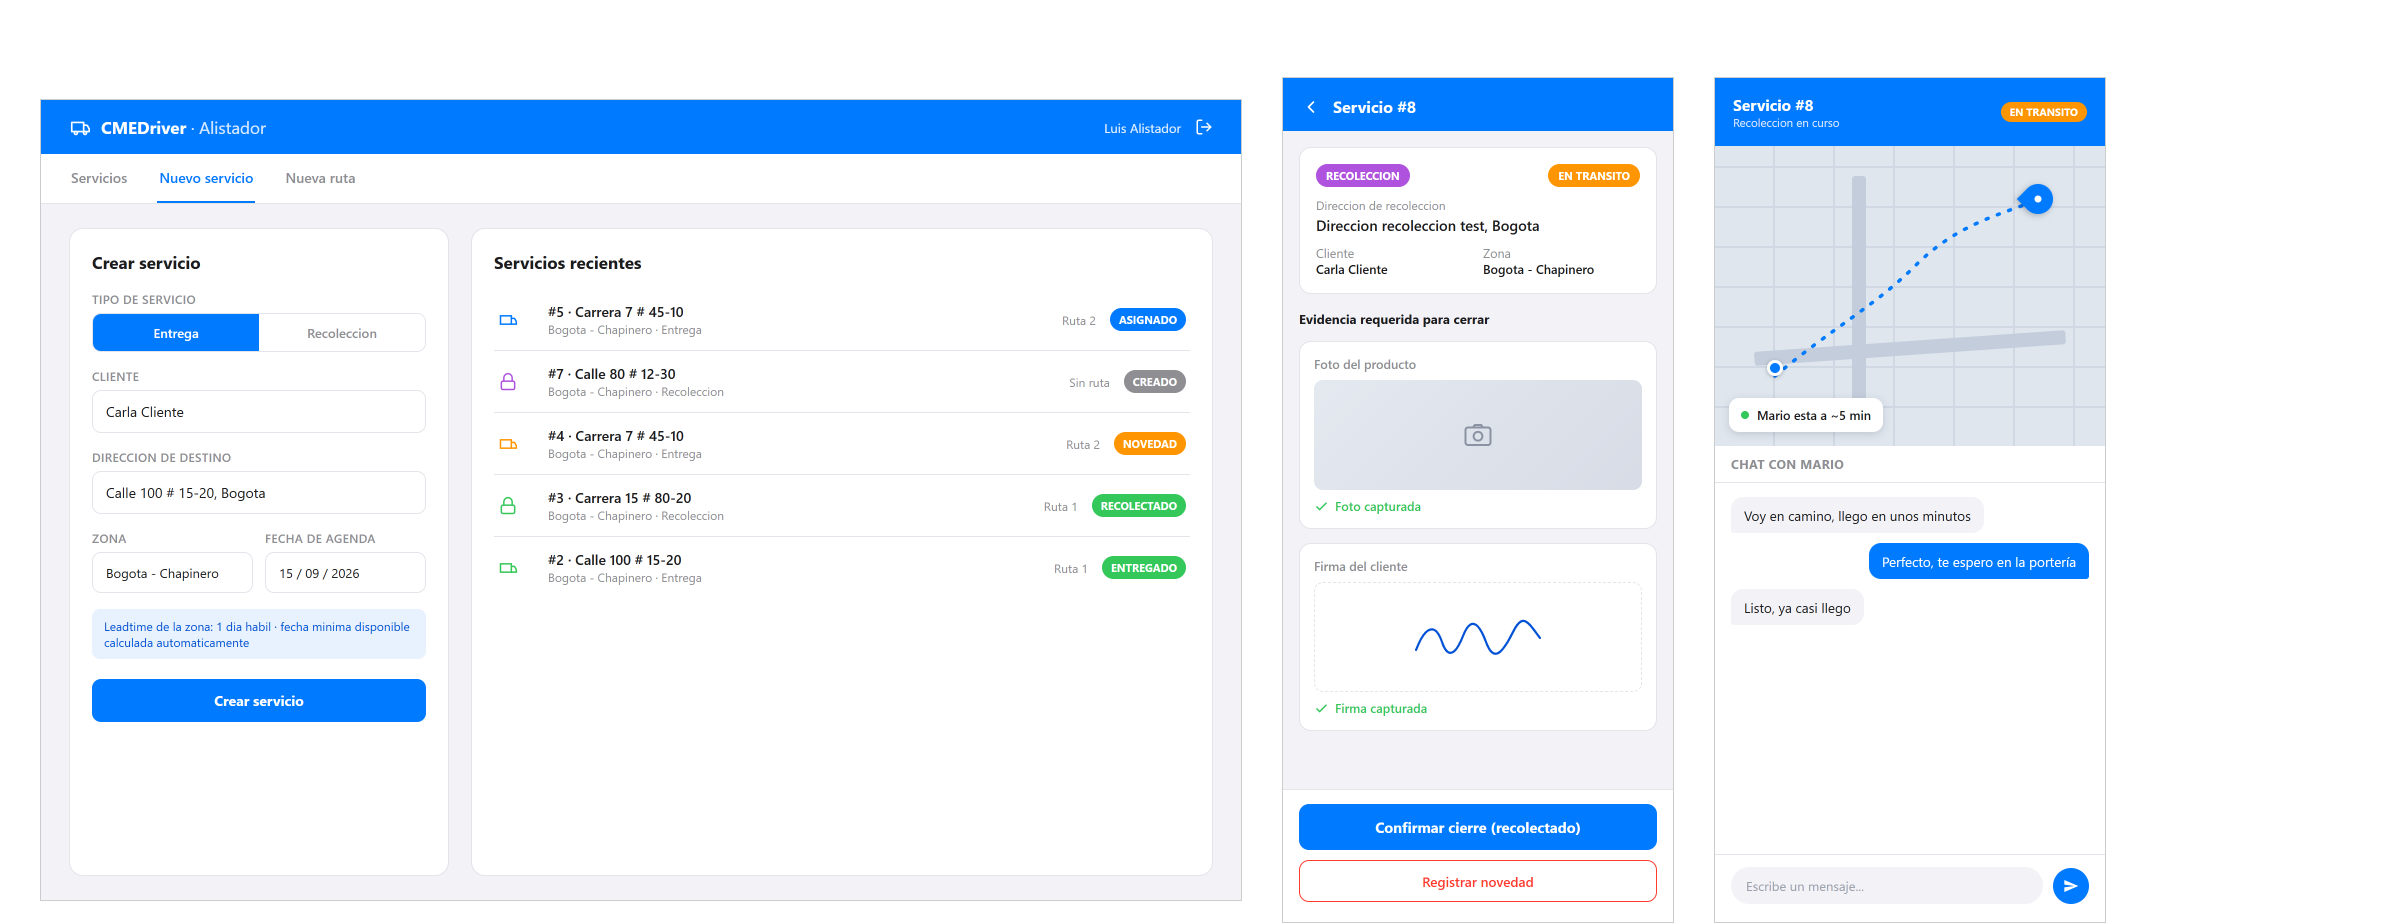 CMEDriver · Alistador
Luis Alistador
Servicios
Nuevo servicio
Nueva ruta
Crear servicio
TIPO DE SERVICIO
Entrega
Recoleccion
CLIENTE
Carla Cliente
DIRECCION DE DESTINO
Calle 100 # 15-20, Bogota
ZONA
FECHA DE AGENDA
Bogota - Chapinero
15 / 09 / 2026
Leadtime de la zona: 1 dia habil · fecha minima disponible
calculada automaticamente
Crear servicio
Servicios recientes
#5 · Carrera 7 # 45-10
Bogota - Chapinero · Entrega
Ruta 2
ASIGNADO
#7 · Calle 80 # 12-30
Bogota - Chapinero · Recoleccion
Sin ruta
CREADO
#4 · Carrera 7 # 45-10
Bogota - Chapinero · Entrega
Ruta 2
NOVEDAD
#3 · Carrera 15 # 80-20
Bogota - Chapinero · Recoleccion
Ruta 1
RECOLECTADO
#2 · Calle 100 # 15-20
Bogota - Chapinero · Entrega
Ruta 1
ENTREGADO
Servicio #8
RECOLECCION
EN TRANSITO
Direccion de recoleccion
Direccion recoleccion test, Bogota
Cliente
Zona
Carla Cliente
Bogota - Chapinero
Evidencia requerida para cerrar
Foto del producto
Foto capturada
Firma del cliente
Firma capturada
Confirmar cierre (recolectado)
Registrar novedad
Servicio #8
Recoleccion en curso
EN TRANSITO
Mario esta a ~5 min
CHAT CON MARIO
Voy en camino, llego en unos minutos
Perfecto, te espero en la portería
Listo, ya casi llego
Escribe un mensaje...